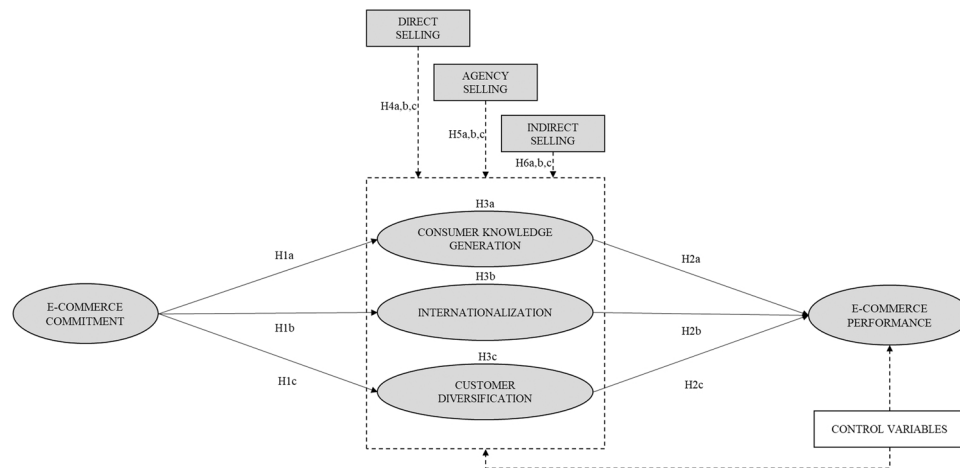 DIRECT
SELLING
AGENCY
SELLING
H4a,b,c
H5a,b,c
INDIRECT
SELLING
H6a,b,c
H3a
CONSUMER KNOWLEDGE
GENERATION
H1a
H2a
H3b
E-COMMERCE
COMMITMENT
INTERNATIONALIZATION
E-COMMERCE
PERFORMANCE
H1b
H2b
H3c
H1c
CUSTOMER
DIVERSIFICATION
H2c
CONTROL VARIABLES